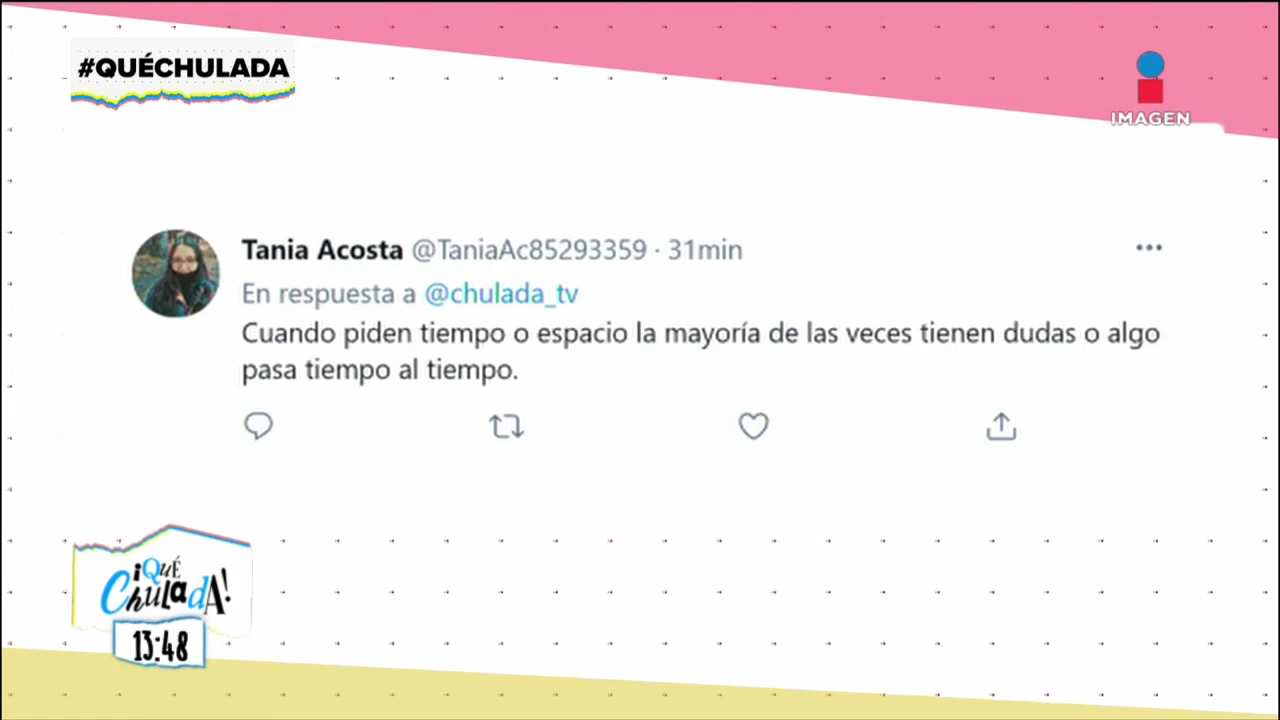 #QUÉCHULADA
IMAGEN
Tania Acosta @TaniaAc85293359 · 31min
En respuesta a @chulada_tv
Cuando piden tiempo o espacio la mayoría de las veces tienen dudas o algo
pasa tiempo al tiempo.
¡QuÉ
ChuladA!
13:48